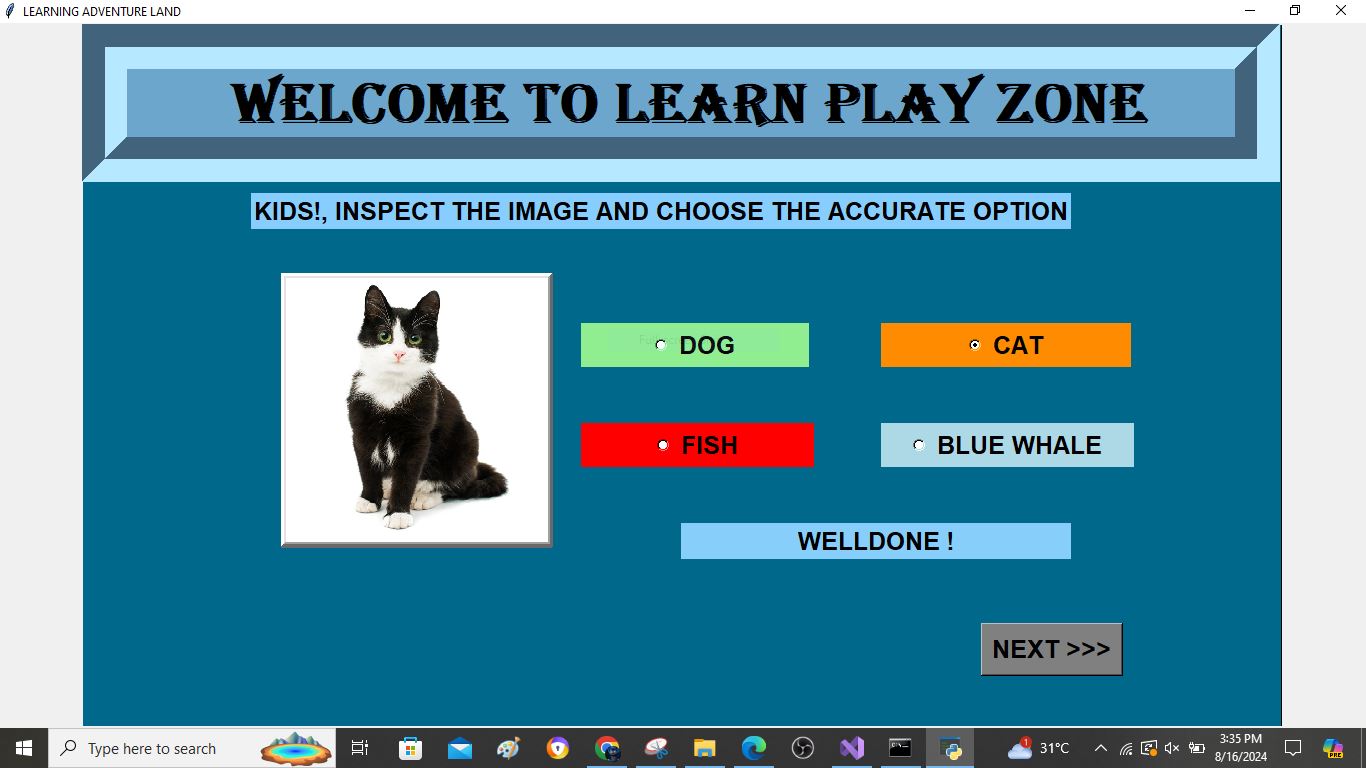 LEARNING ADVENTURE LAND
WELCOME TO LEARN PLAY ZONE
KIDS!, INSPECT THE IMAGE AND CHOOSE THE ACCURATE OPTION
DOG
CAT
FISH
BLUE WHALE
WELLDONE !
NEXT >>>
Type here to search
31°C
3:35 PM
8/16/2024